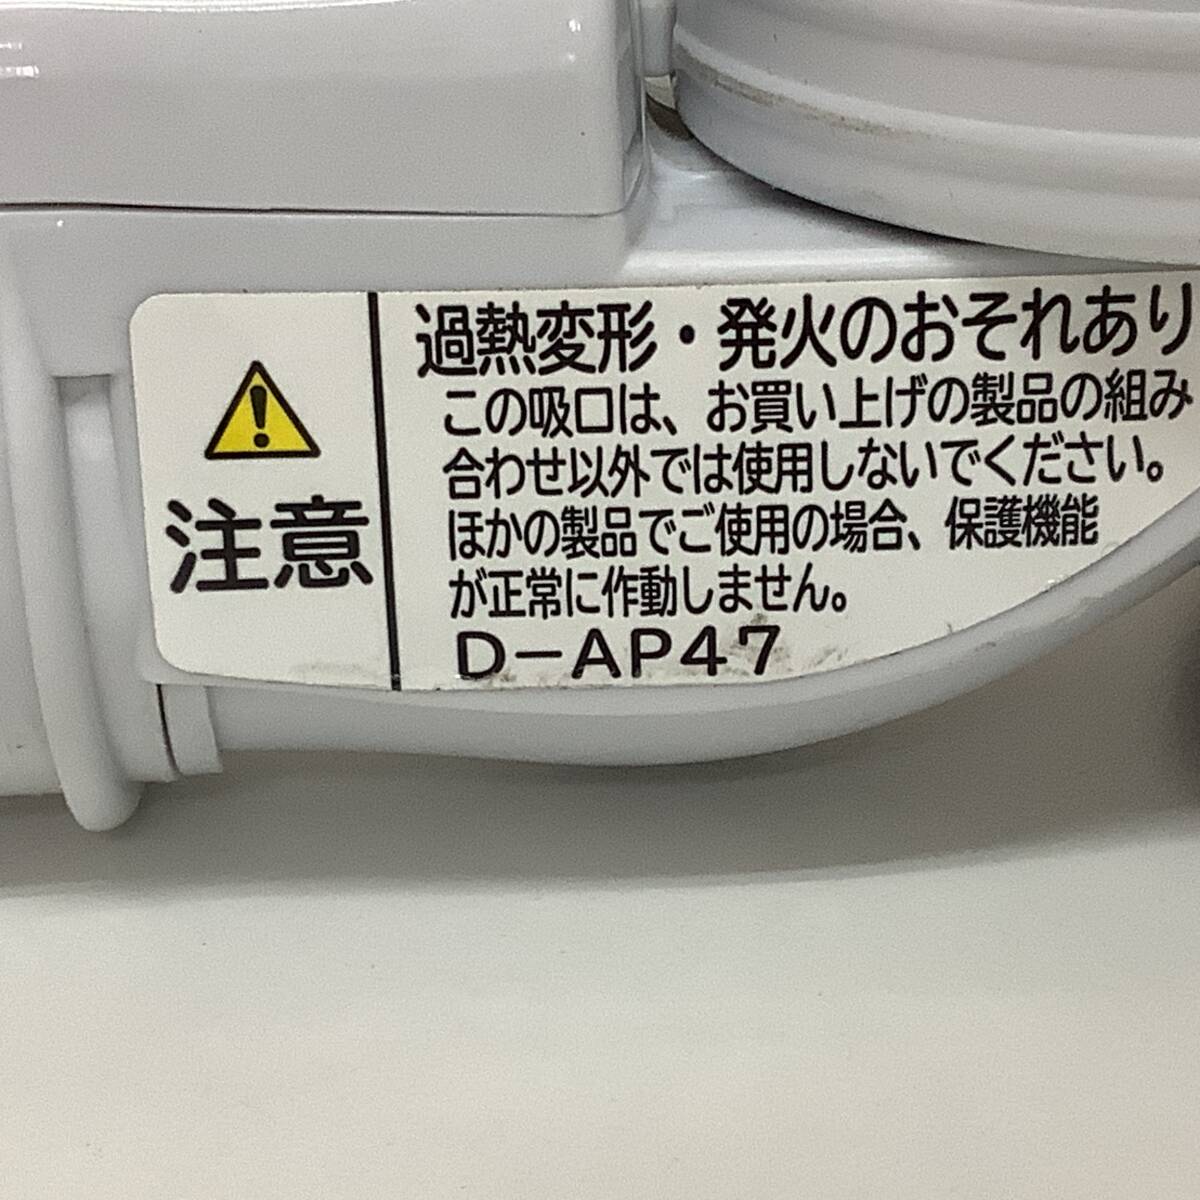 注意
過熱変形・発火のおそれあり
この吸口は、お買い上げの製品の組み
合わせ以外では使用しないでください。
ほかの製品でご使用の場合、保護機能
が正常に作動しません。
D-AP47